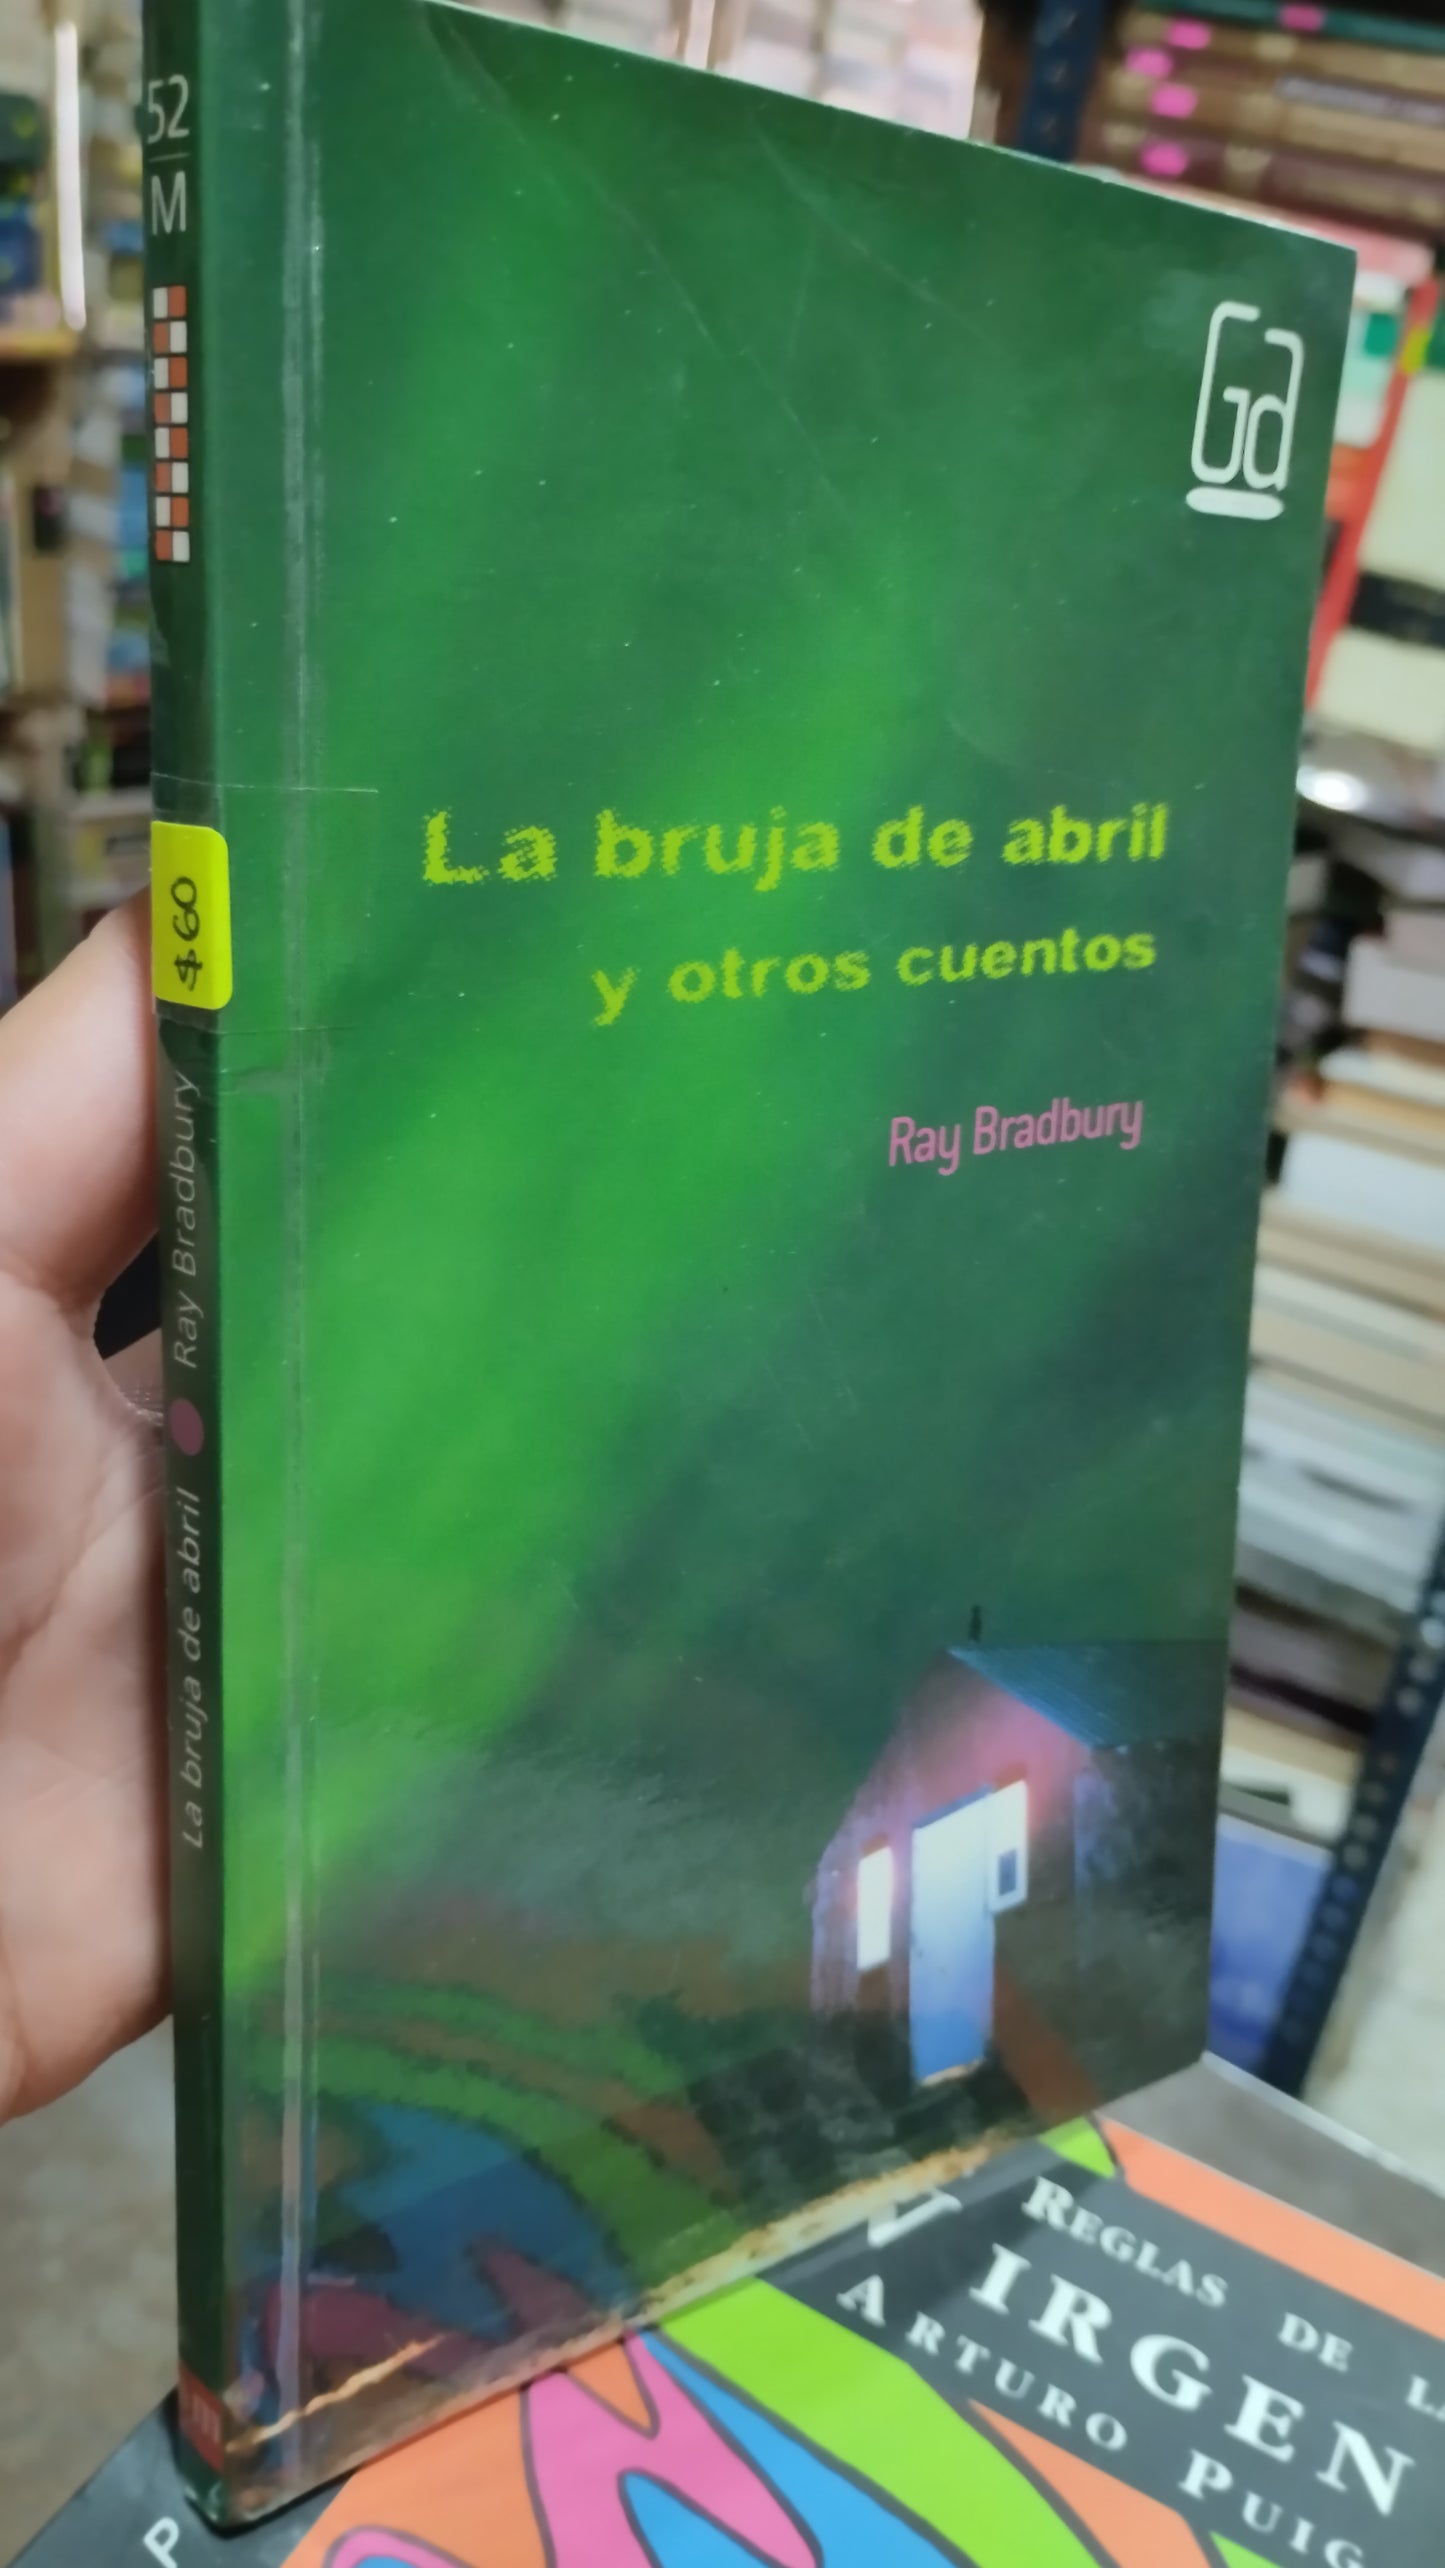 52
M
$60
Ray Bradbury
La bruja de abril
sm
Gd
La bruja de abril
y otros cuentos
Ray Bradbury
REGLAS DE LA
VIRGEN
ARTURO PUIG
P